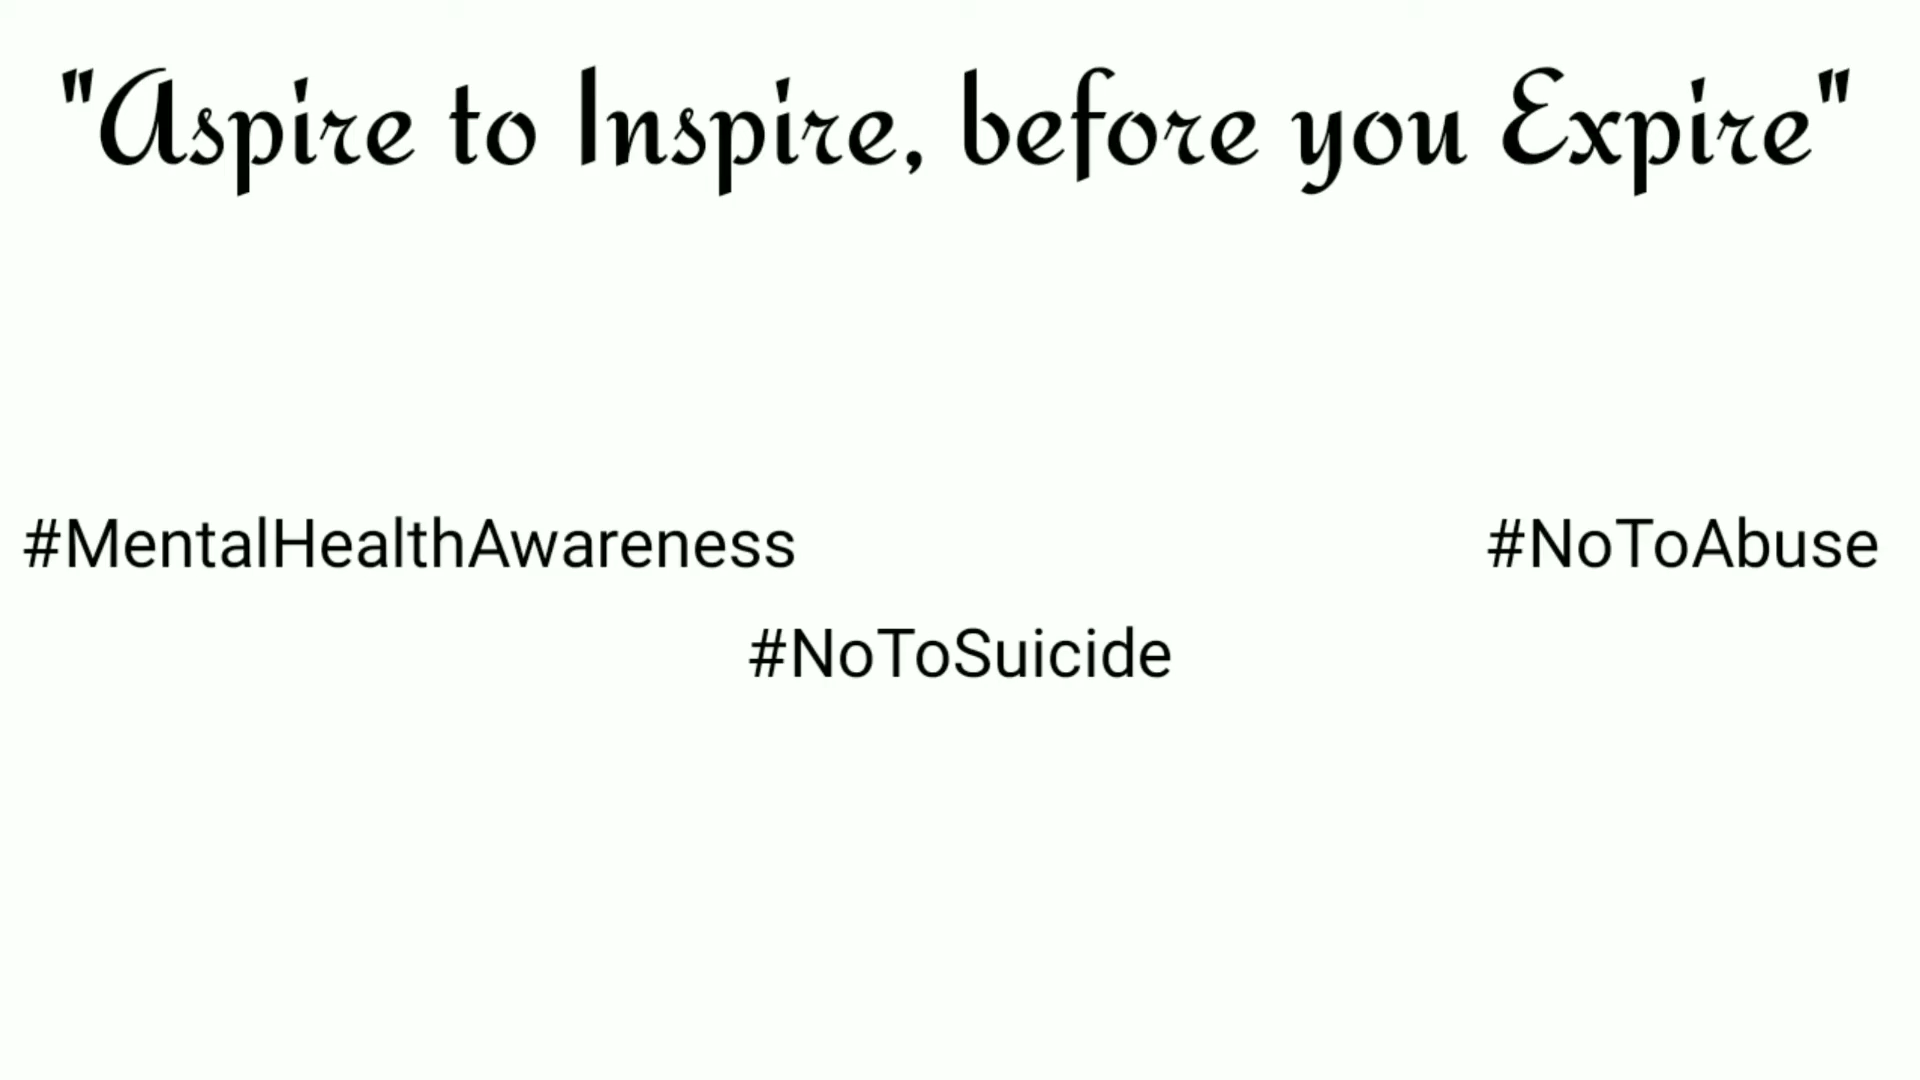 "Aspire to Inspire, before you Expire"
#MentalHealthAwareness #NoToAbuse
#NoToSuicide